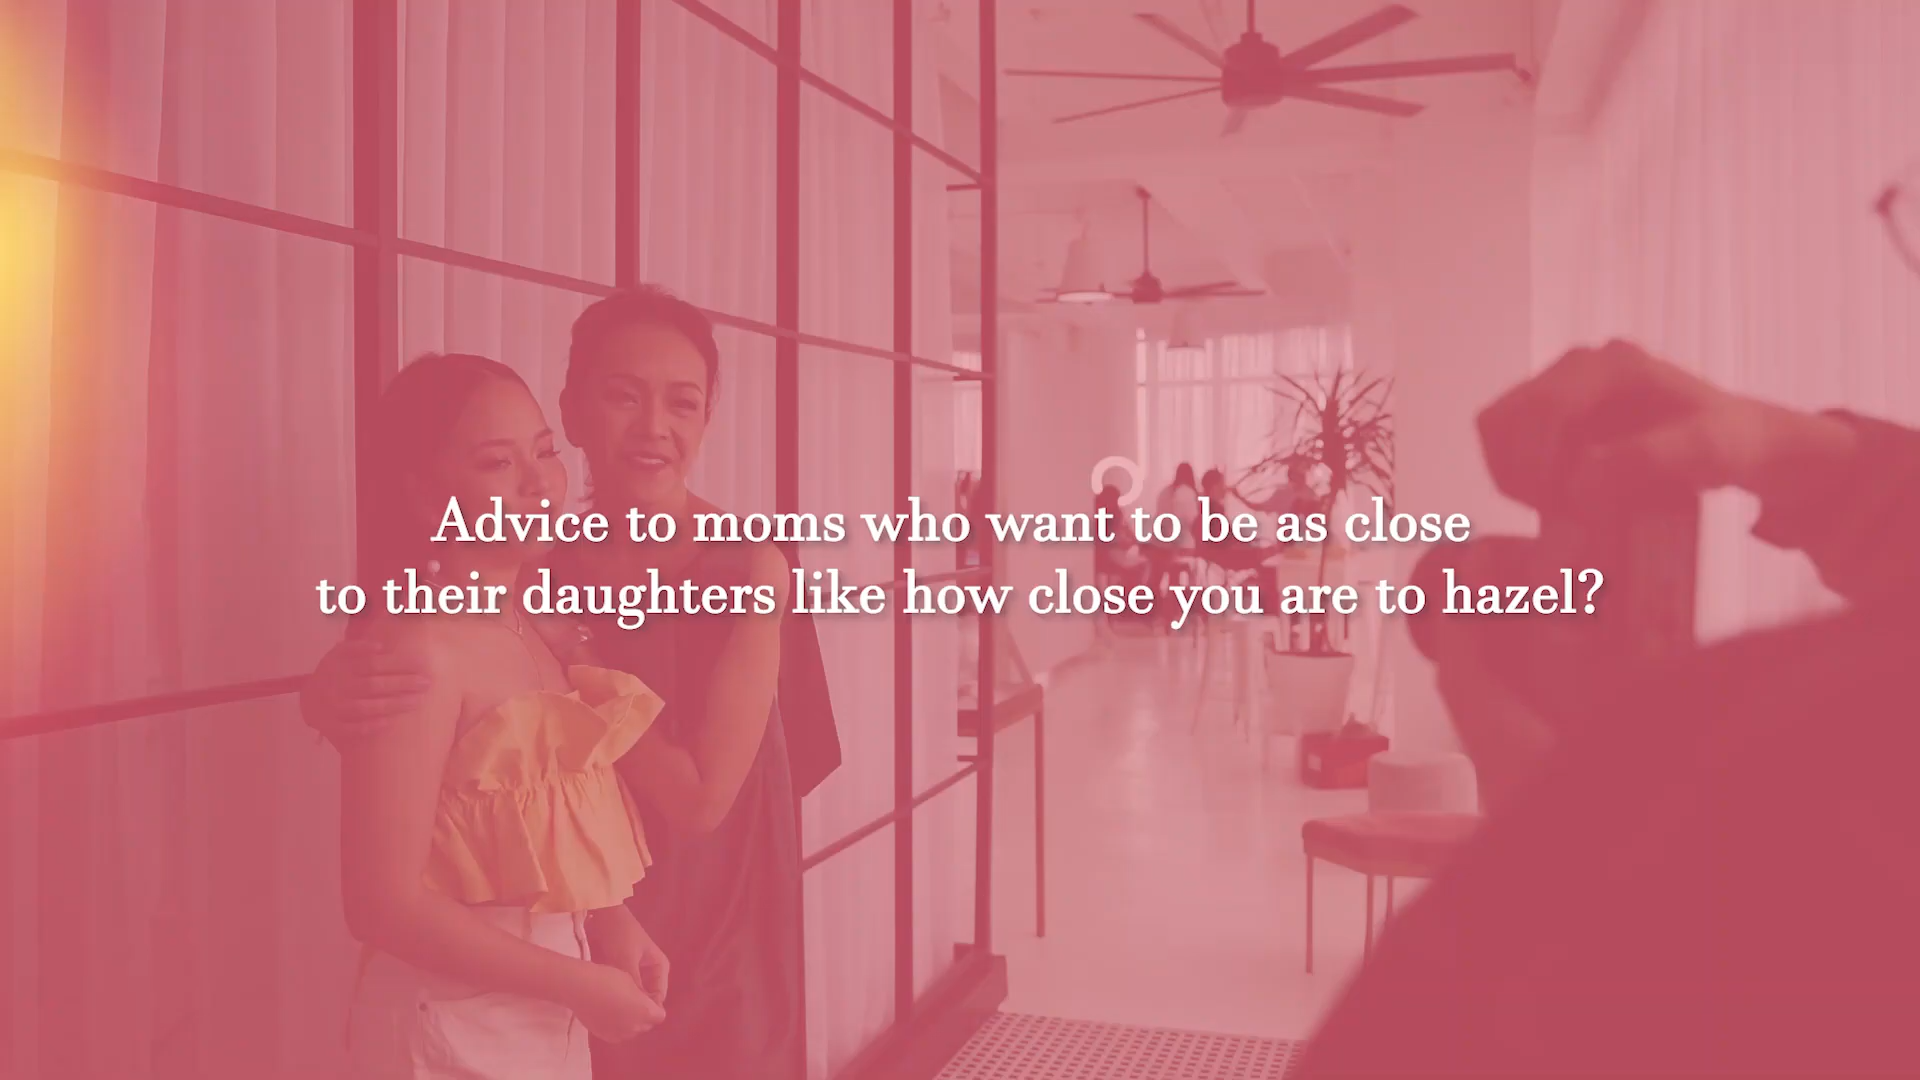 Advice to moms who want to be as close
to their daughters like how close you are to hazel?